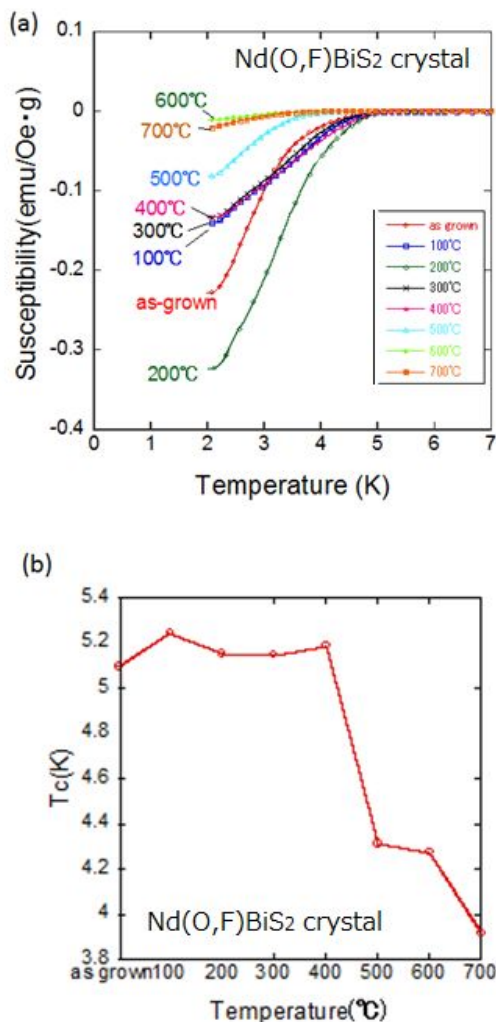 (a)
Nd(O,F)BiS₂ crystal
0.1
0
-0.1
-0.2
-0.3
-0.4
Susceptibility(emu/Oe・g)
600℃
700℃
500℃
400℃
300℃
100℃
as-grown
200℃
as grown
100℃
200℃
300℃
400℃
500℃
600℃
700℃
0 1 2 3 4 5 6 7
Temperature (K)
(b)
5.4
5.2
5
4.8
4.6
4.4
4.2
4
3.8
Tc(K)
Nd(O,F)BiS₂ crystal
as grown 100 200 300 400 500 600 700
Temperature(℃)